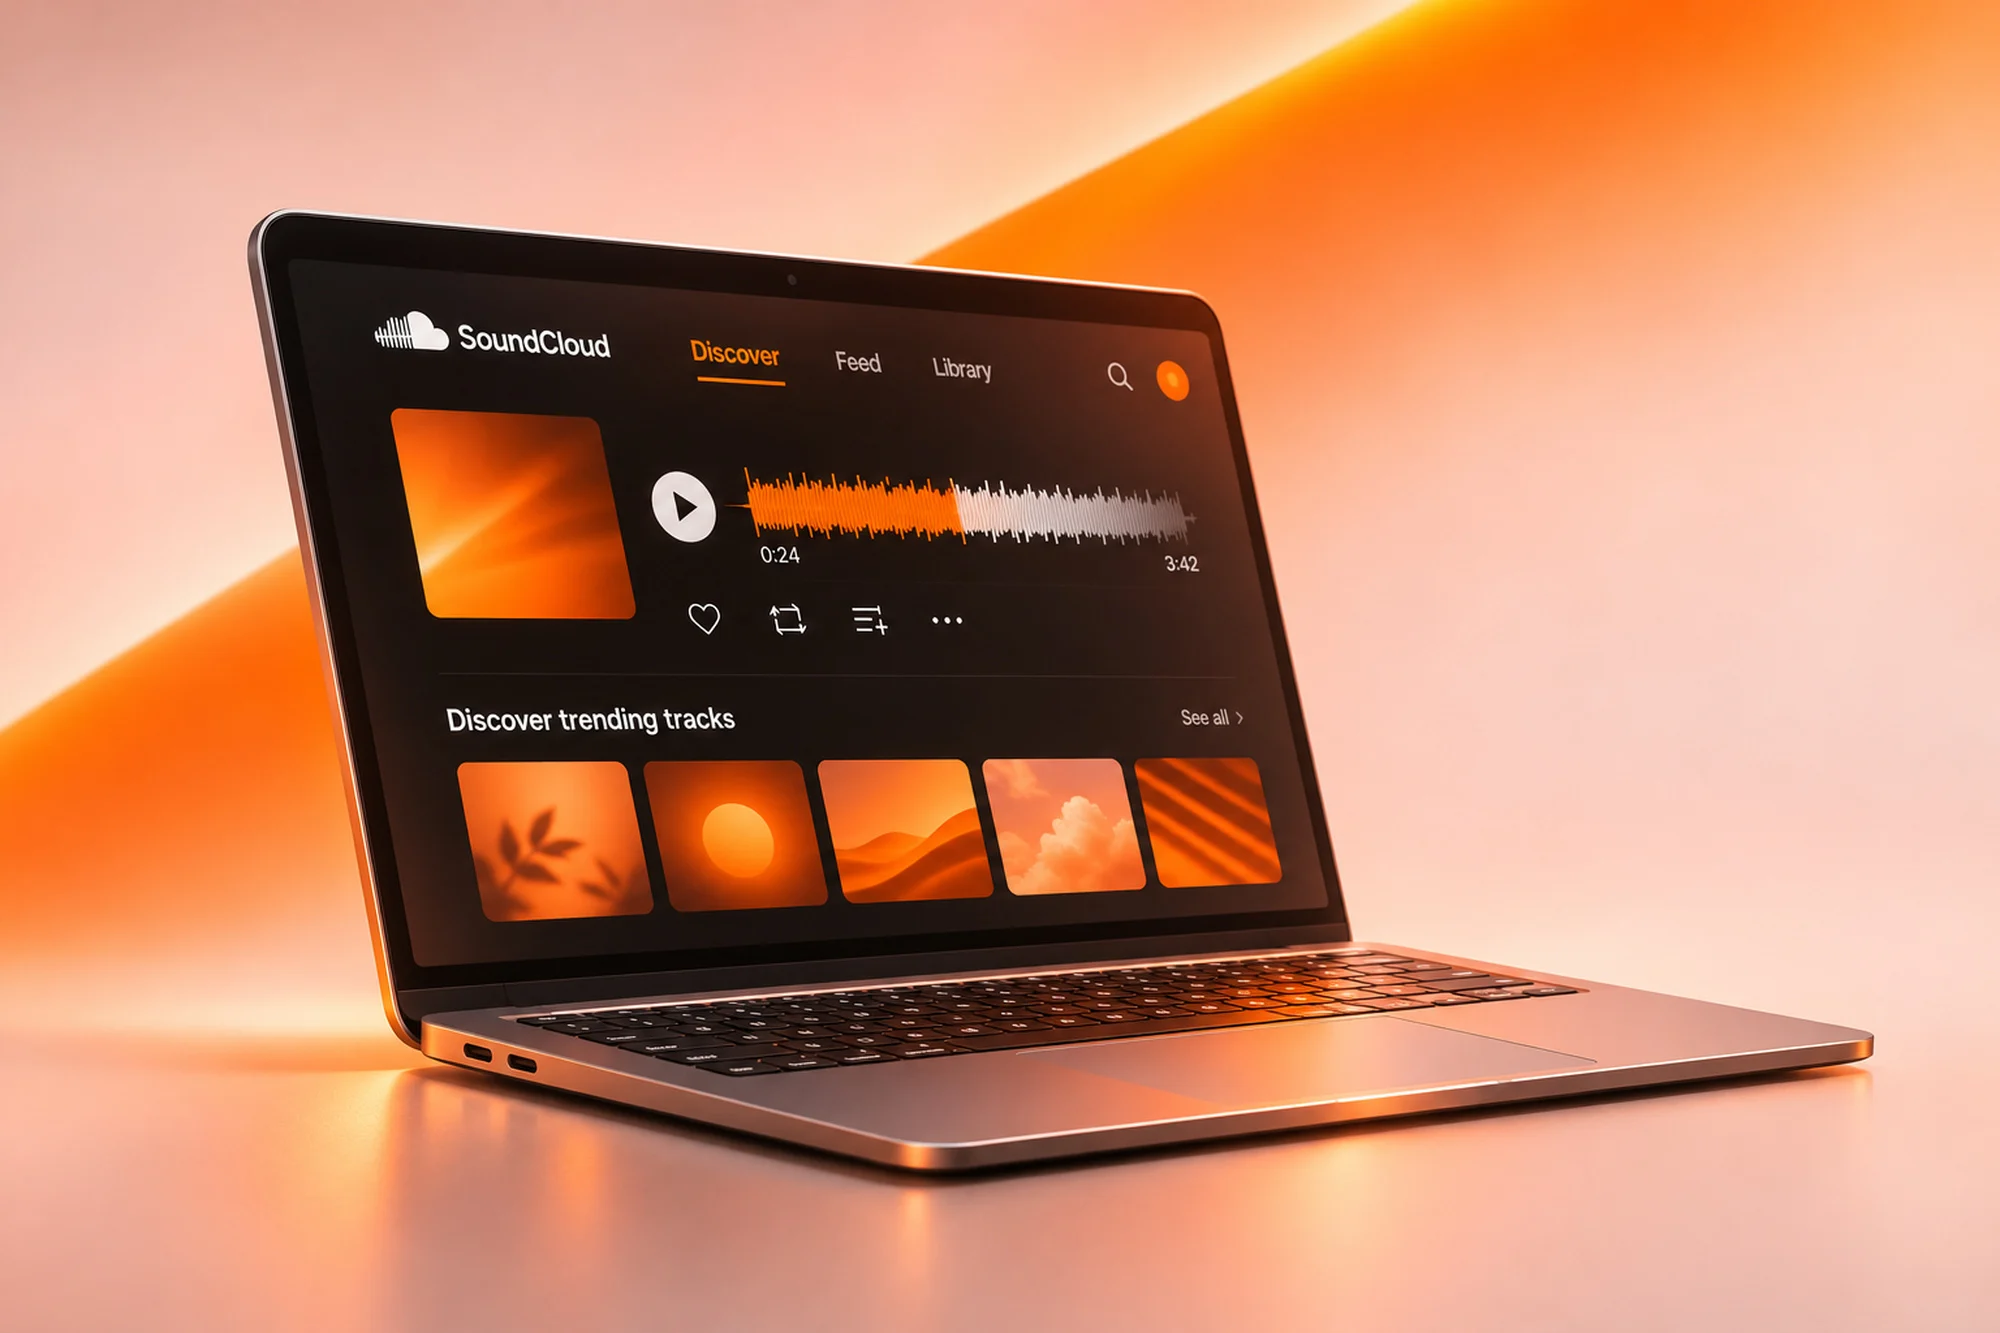 SoundCloud
Discover
Feed
Library
0:24
3:42
Discover trending tracks
See all